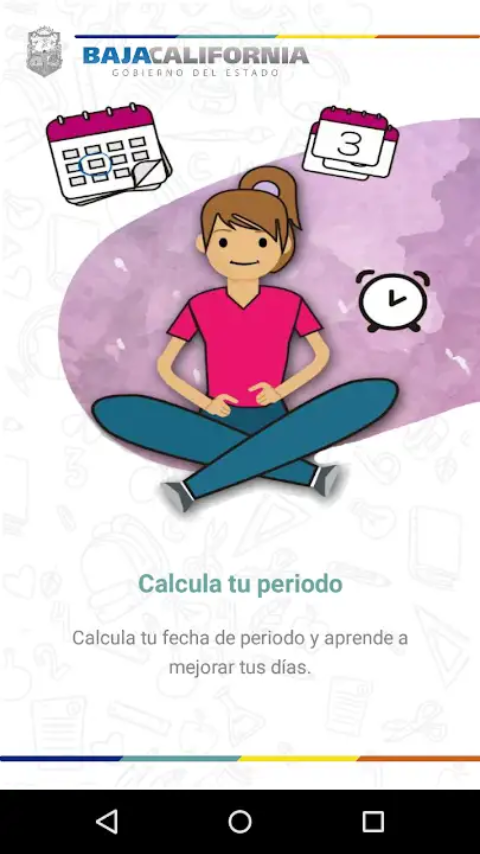 BAJACALIFORNIA
GOBIERNO DEL ESTADO
3
Calcula tu periodo
Calcula tu fecha de periodo y aprende a
mejorar tus días.